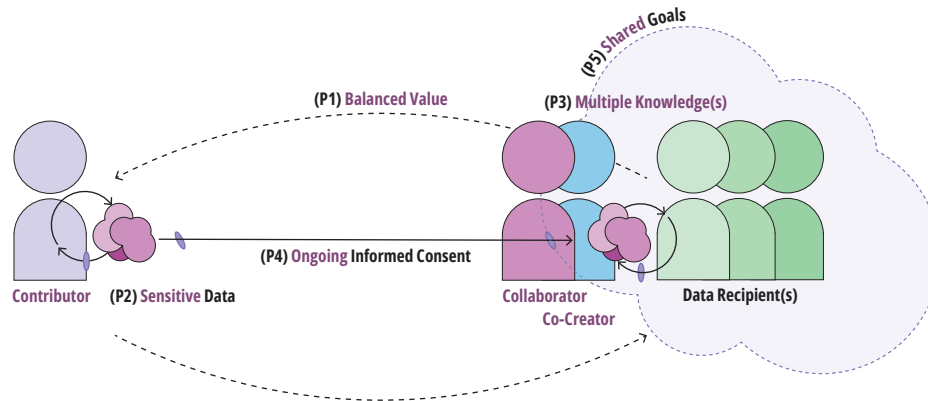 (P5) Shared Goals
(P1) Balanced Value
(P3) Multiple Knowledge(s)
(P4) Ongoing Informed Consent
Contributor
(P2) Sensitive Data
Collaborator
Co-Creator
Data Recipient(s)